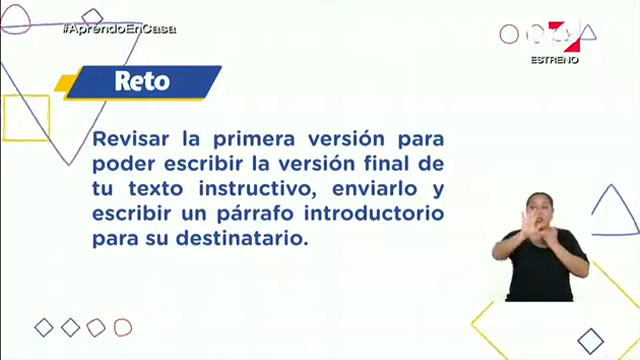 #AprendoEnCasa
ESTRENO
Reto
Revisar la primera versión para
poder escribir la versión final de
tu texto instructivo, enviarlo y
escribir un párrafo introductorio
para su destinatario.